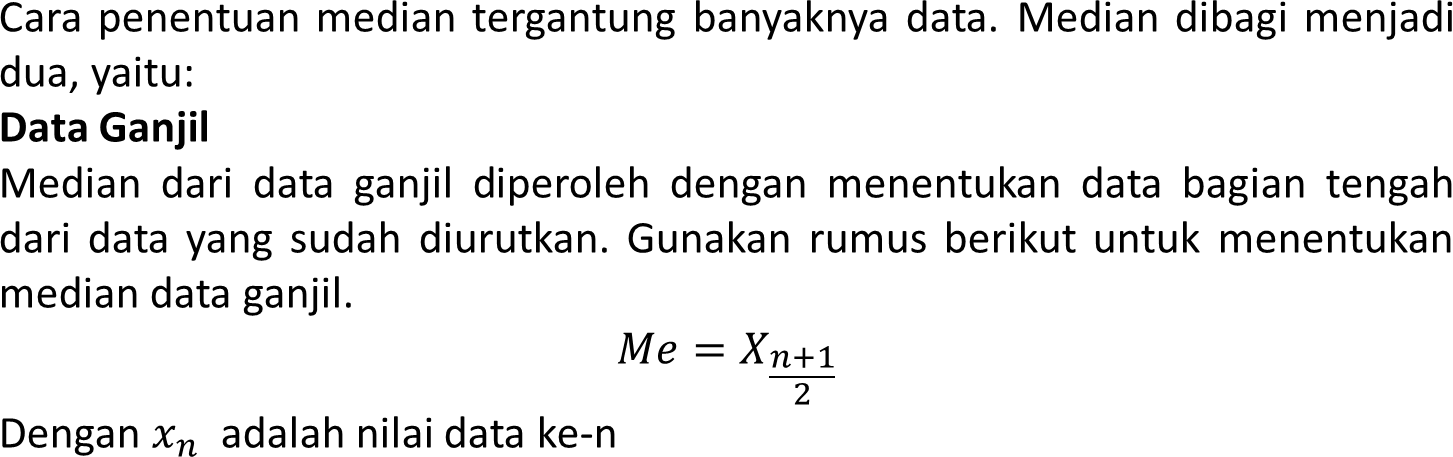 Cara penentuan median tergantung banyaknya data. Median dibagi menjadi
dua, yaitu:
Data Ganjil
Median dari data ganjil diperoleh dengan menentukan data bagian tengah
dari data yang sudah diurutkan. Gunakan rumus berikut untuk menentukan
median data ganjil.
$Me = X_{\frac{n+1}{2}}$
Dengan $x_n$ adalah nilai data ke-n